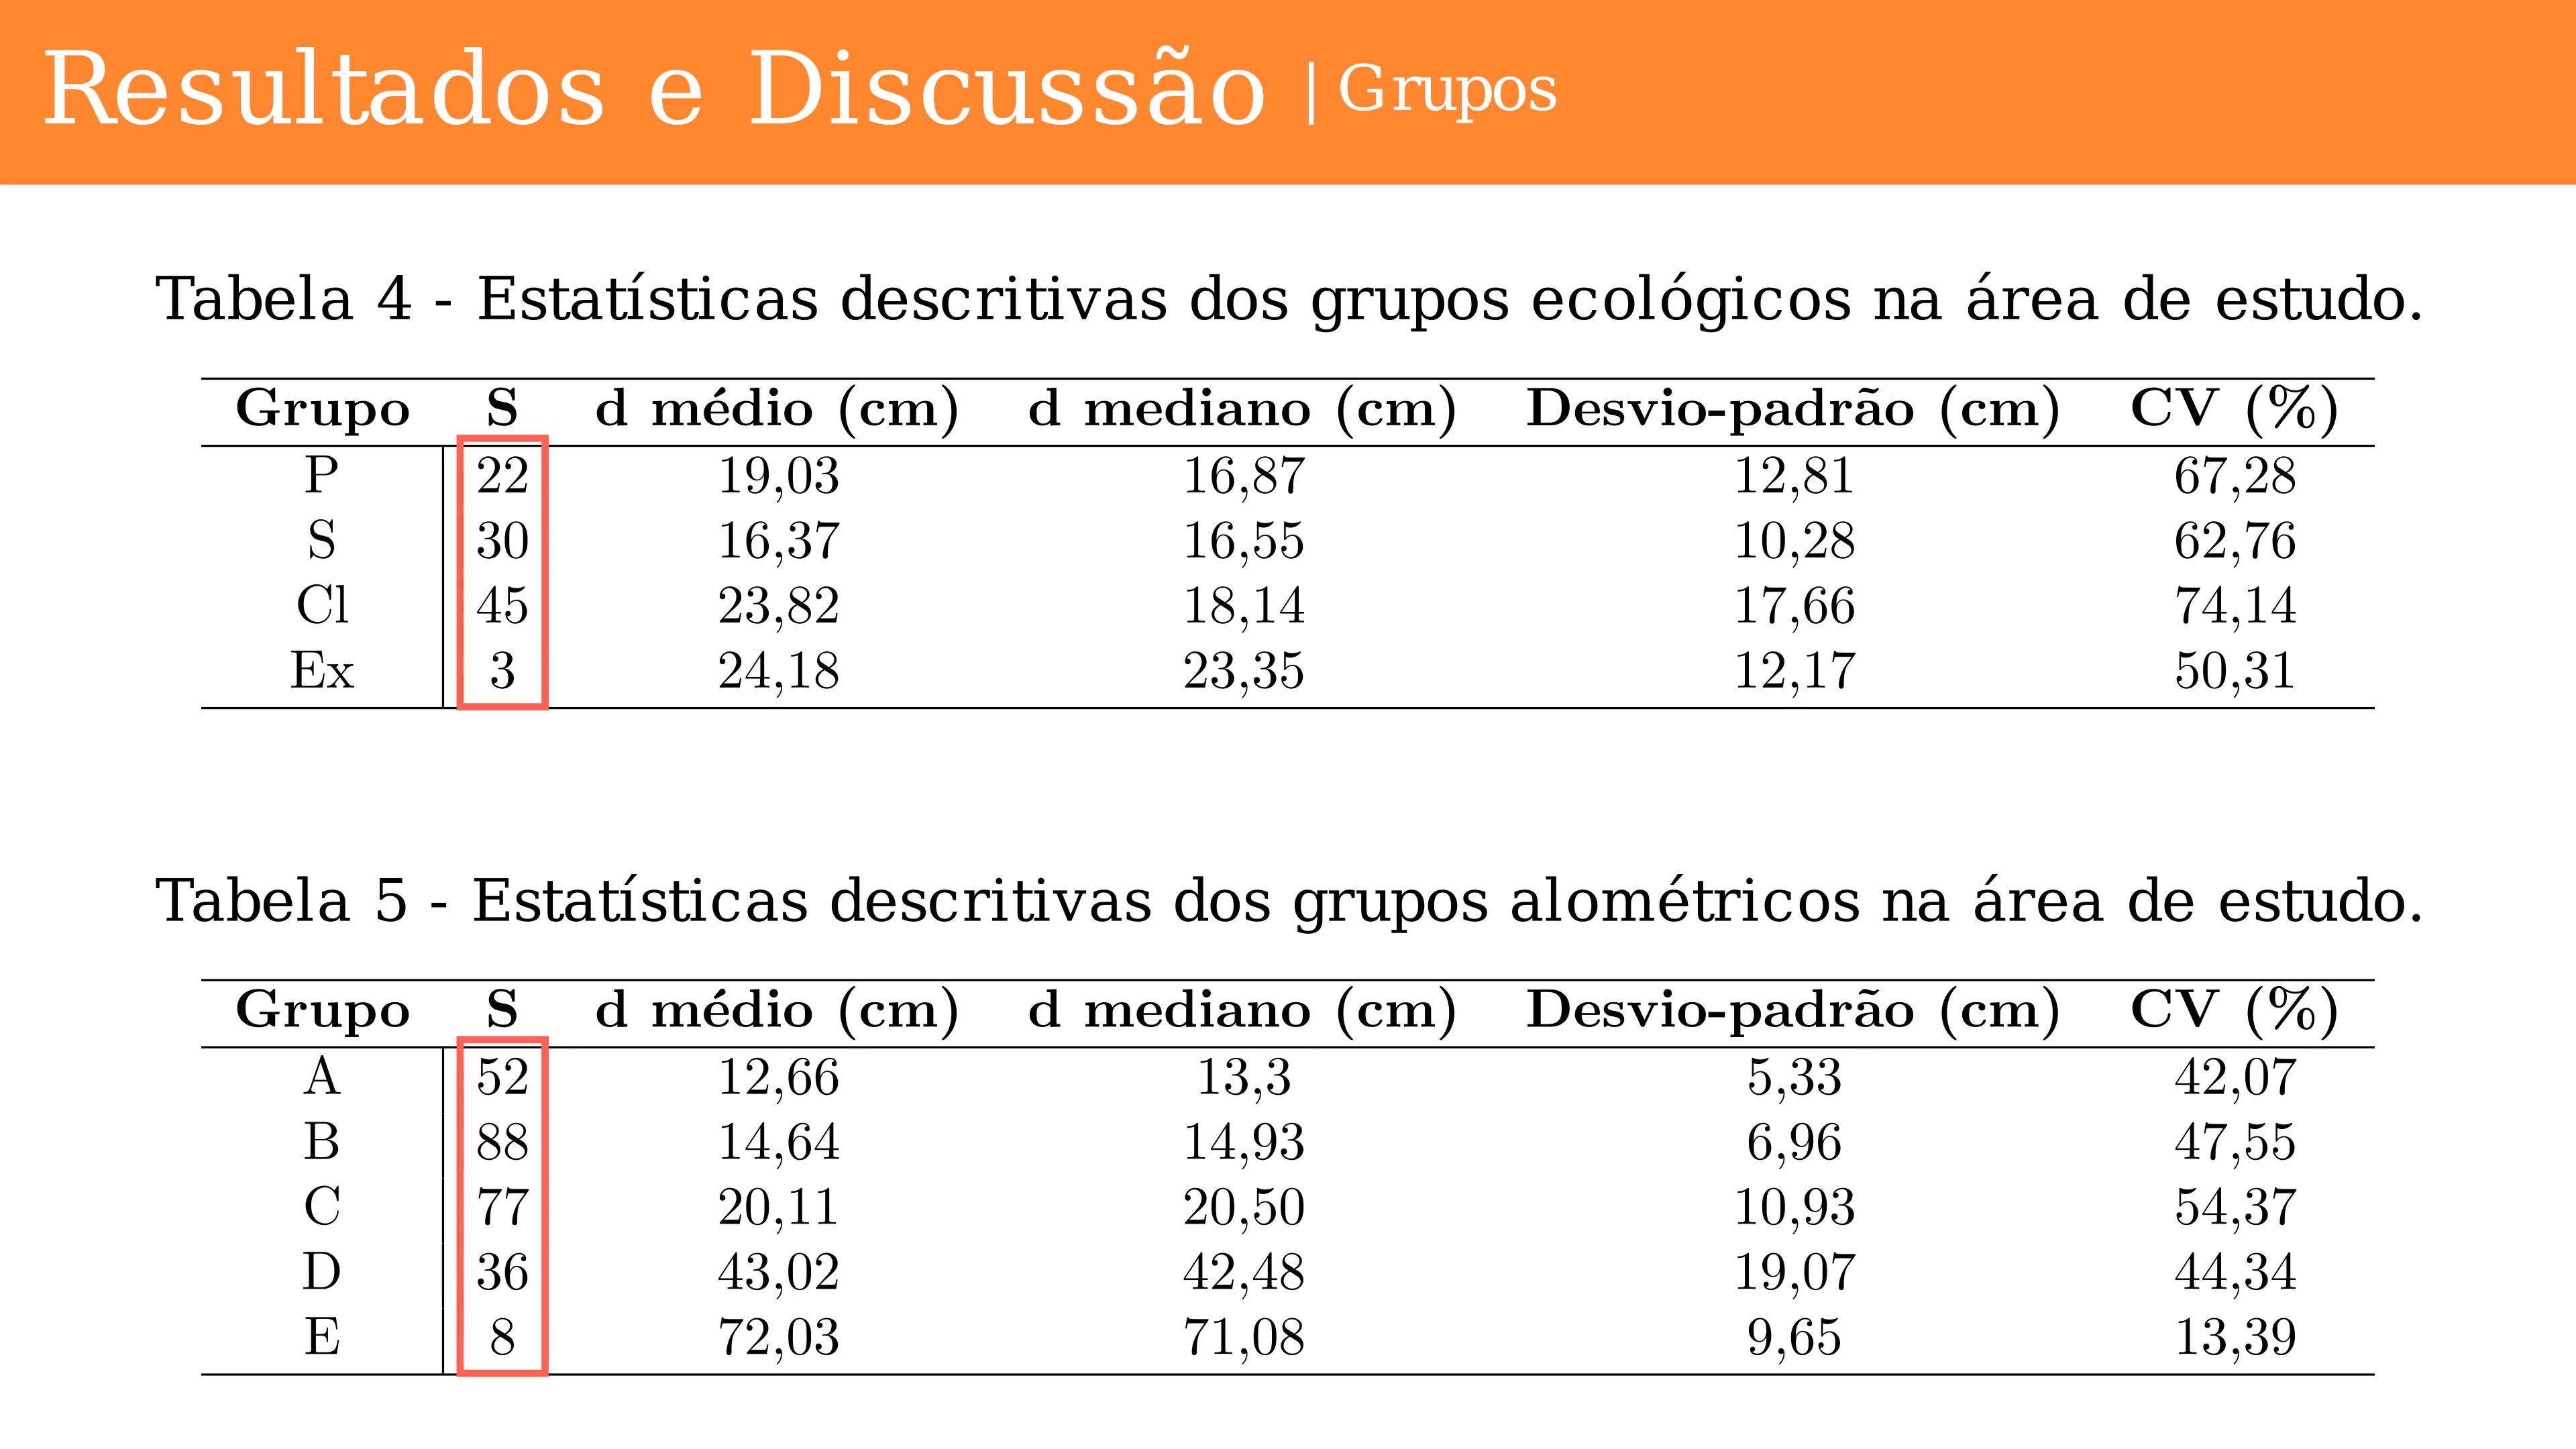 Resultados e Discussão | Grupos
Tabela 4 - Estatísticas descritivas dos grupos ecológicos na área de estudo.
Grupo S d médio (cm) d mediano (cm) Desvio-padrão (cm) CV (%)
P 22 19,03 16,87 12,81 67,28
S 30 16,37 16,55 10,28 62,76
Cl 45 23,82 18,14 17,66 74,14
Ex 3 24,18 23,35 12,17 50,31
Tabela 5 - Estatísticas descritivas dos grupos alométricos na área de estudo.
Grupo S d médio (cm) d mediano (cm) Desvio-padrão (cm) CV (%)
A 52 12,66 13,3 5,33 42,07
B 88 14,64 14,93 6,96 47,55
C 77 20,11 20,50 10,93 54,37
D 36 43,02 42,48 19,07 44,34
E 8 72,03 71,08 9,65 13,39